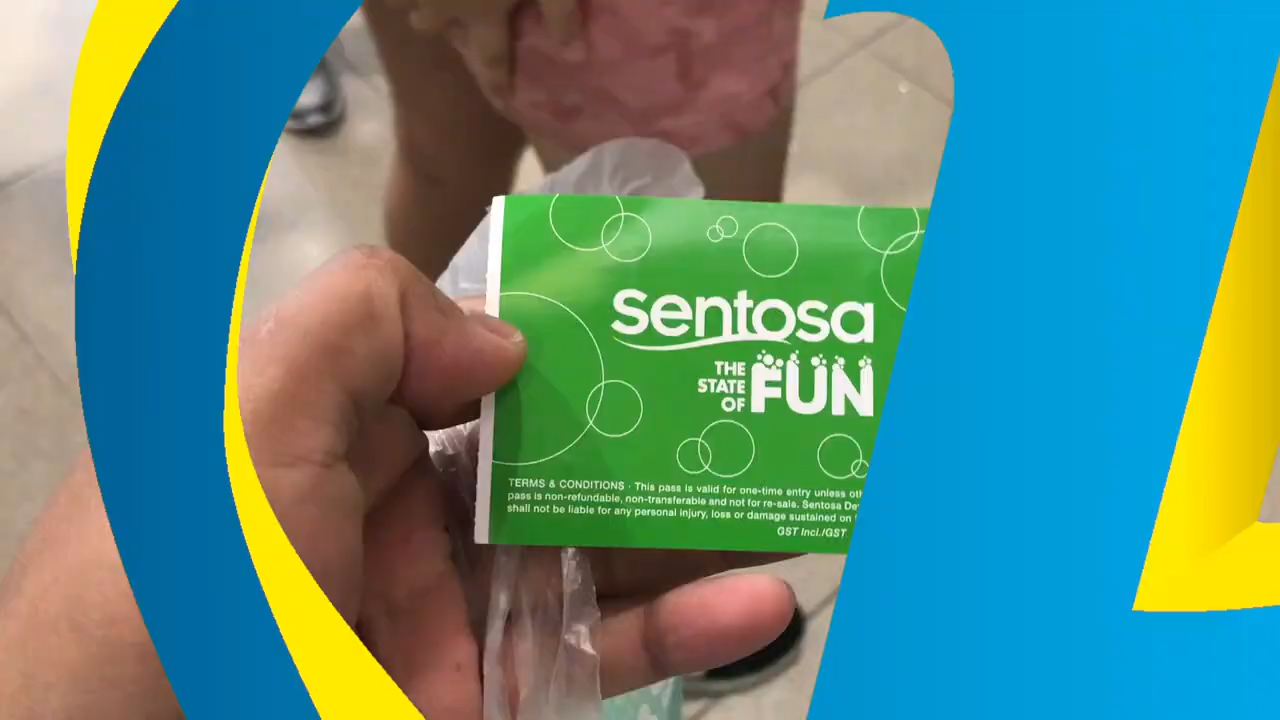 Sentosa
THE
STATE
OF
FUN
TERMS & CONDITIONS · This pass is valid for one-time entry unless
pass is non-refundable, non-transferable and not for re-sale. Sentosa
shall not be liable for any personal injury, loss or damage sustained on
GST Incl./GST